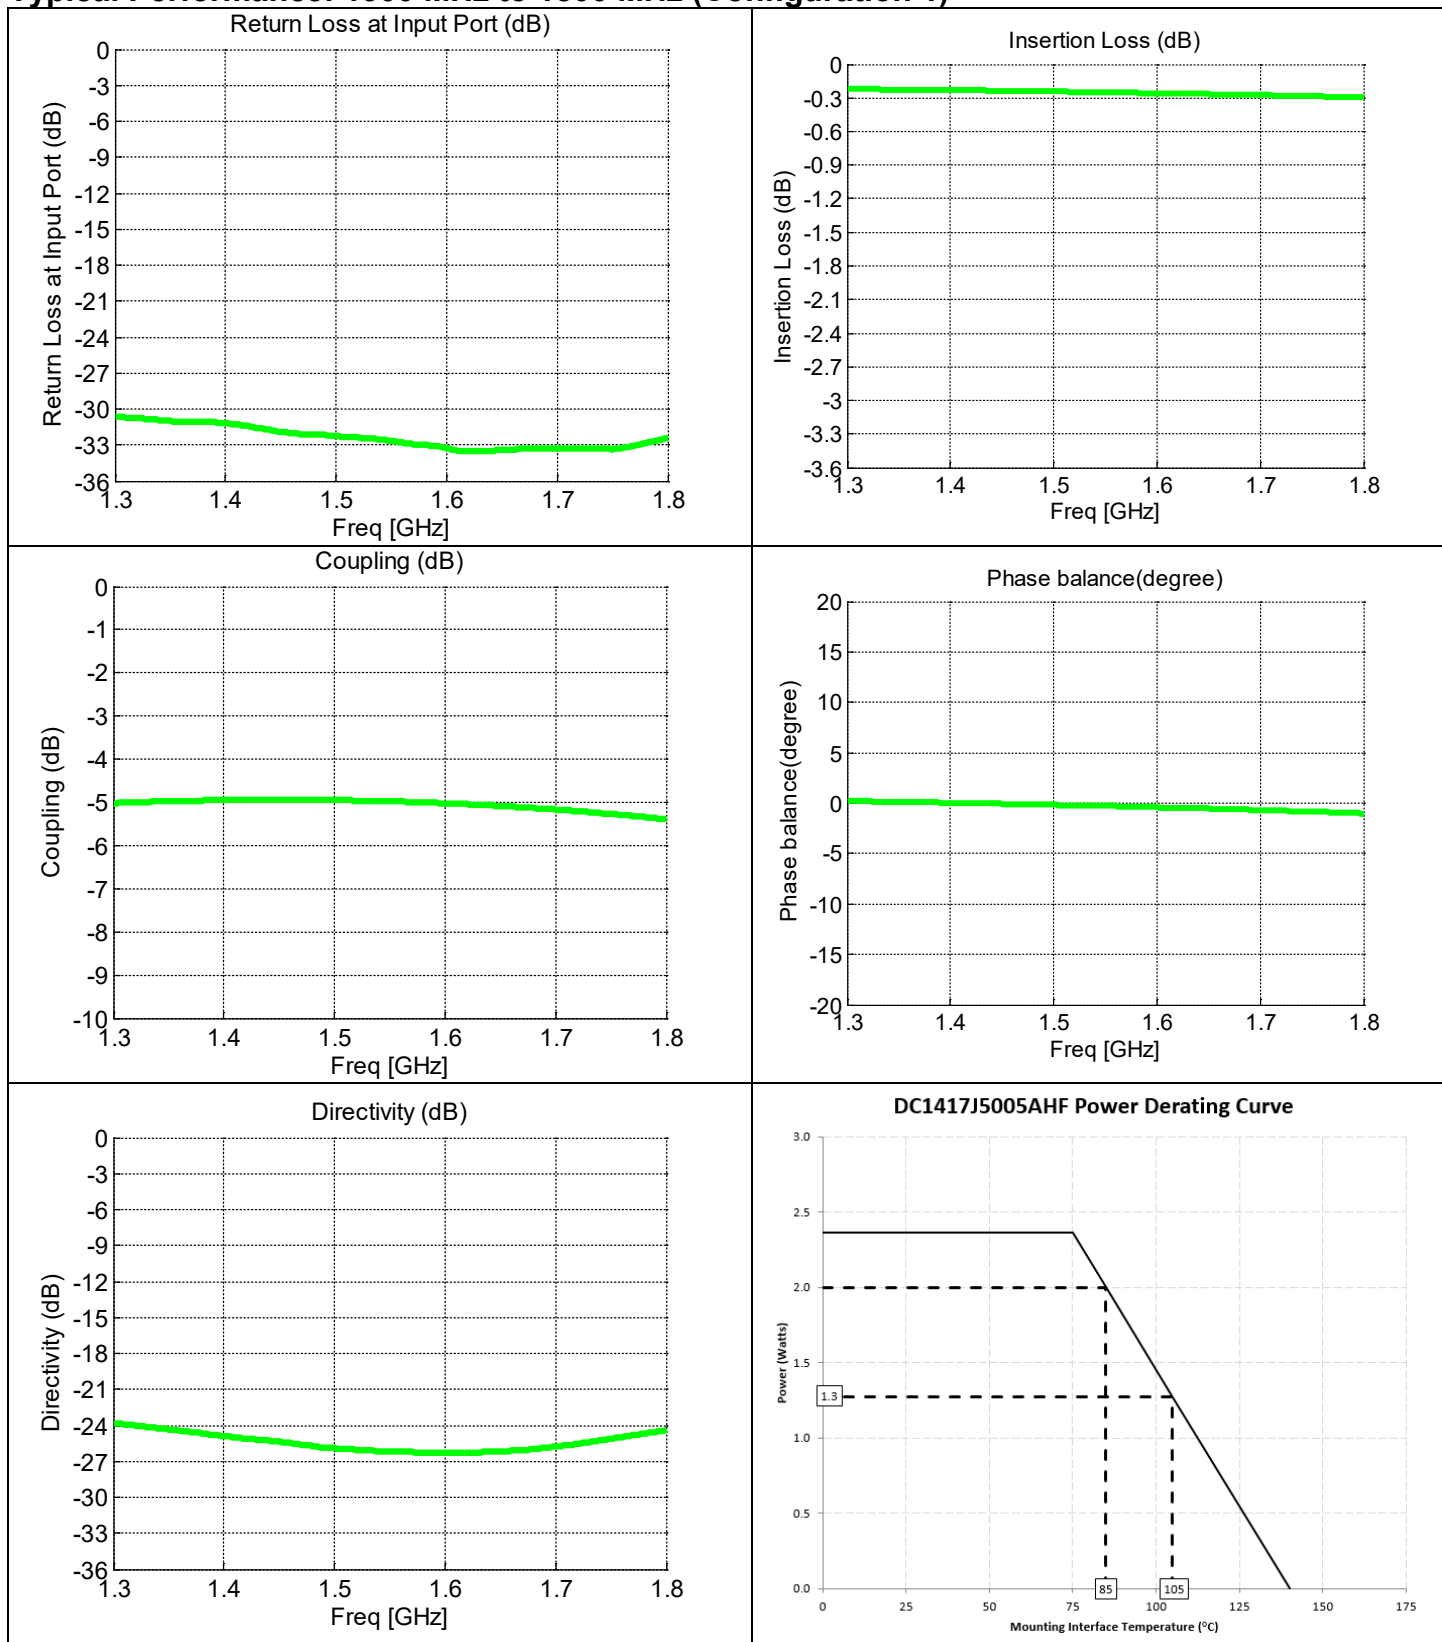 Typical Performance: 1300 MHz to 1800 MHz (Configuration 1)
Return Loss at Input Port (dB)
Return Loss at Input Port (dB)
0
-3
-6
-9
-12
-15
-18
-21
-24
-27
-30
-33
-36
1.3 1.4 1.5 1.6 1.7 1.8
Freq [GHz]
Insertion Loss (dB)
Insertion Loss (dB)
0
-0.3
-0.6
-0.9
-1.2
-1.5
-1.8
-2.1
-2.4
-2.7
-3
-3.3
-3.6
1.3 1.4 1.5 1.6 1.7 1.8
Freq [GHz]
Coupling (dB)
Coupling (dB)
0
-1
-2
-3
-4
-5
-6
-7
-8
-9
-10
1.3 1.4 1.5 1.6 1.7 1.8
Freq [GHz]
Phase balance(degree)
Phase balance(degree)
20
15
10
5
0
-5
-10
-15
-20
1.3 1.4 1.5 1.6 1.7 1.8
Freq [GHz]
Directivity (dB)
Directivity (dB)
0
-3
-6
-9
-12
-15
-18
-21
-24
-27
-30
-33
-36
1.3 1.4 1.5 1.6 1.7 1.8
Freq [GHz]
DC1417J5005AHF Power Derating Curve
Power (Watts)
3.0
2.5
2.0
1.5
1.3
1.0
0.5
0.0
85 105
0 25 50 75 100 125 150 175
Mounting Interface Temperature (°C)